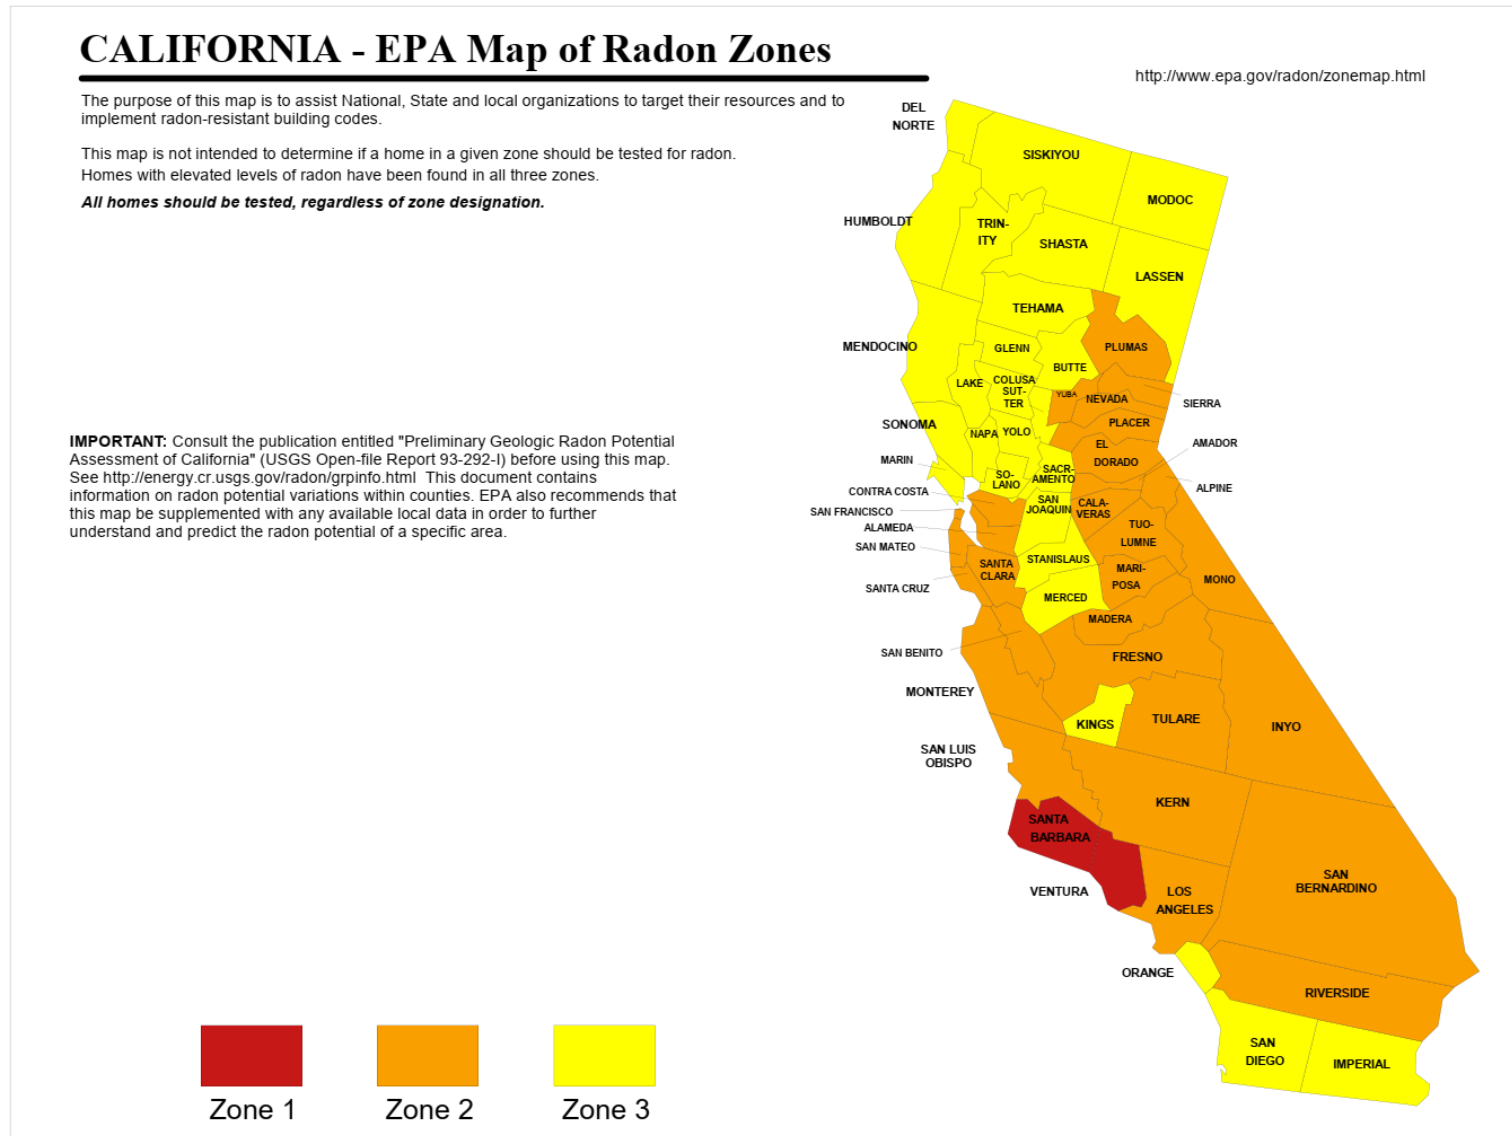 CALIFORNIA - EPA Map of Radon Zones
http://www.epa.gov/radon/zonemap.html
The purpose of this map is to assist National, State and local organizations to target their resources and to
implement radon-resistant building codes.
This map is not intended to determine if a home in a given zone should be tested for radon.
Homes with elevated levels of radon have been found in all three zones.
All homes should be tested, regardless of zone designation.
IMPORTANT: Consult the publication entitled "Preliminary Geologic Radon Potential
Assessment of California" (USGS Open-file Report 93-292-I) before using this map.
See http://energy.cr.usgs.gov/radon/grpinfo.html This document contains
information on radon potential variations within counties. EPA also recommends that
this map be supplemented with any available local data in order to further
understand and predict the radon potential of a specific area.
DEL
NORTE
SISKIYOU
MODOC
HUMBOLDT
TRIN-
ITY
SHASTA
LASSEN
TEHAMA
MENDOCINO
GLENN
PLUMAS
BUTTE
LAKE
COLUSA
SUT-
TER
YUBA
NEVADA
SIERRA
SONOMA
NAPA
YOLO
PLACER
EL
DORADO
AMADOR
MARIN
SO-
LANO
SACR-
AMENTO
ALPINE
CONTRA COSTA
SAN
JOAQUIN
CALA-
VERAS
SAN FRANCISCO
ALAMEDA
TUO-
LUMNE
SAN MATEO
SANTA
CLARA
STANISLAUS
MARI-
POSA
MONO
SANTA CRUZ
MERCED
MADERA
SAN BENITO
FRESNO
MONTEREY
KINGS
TULARE
INYO
SAN LUIS
OBISPO
KERN
SANTA
BARBARA
VENTURA
LOS
ANGELES
SAN
BERNARDINO
ORANGE
RIVERSIDE
SAN
DIEGO
IMPERIAL
Zone 1
Zone 2
Zone 3